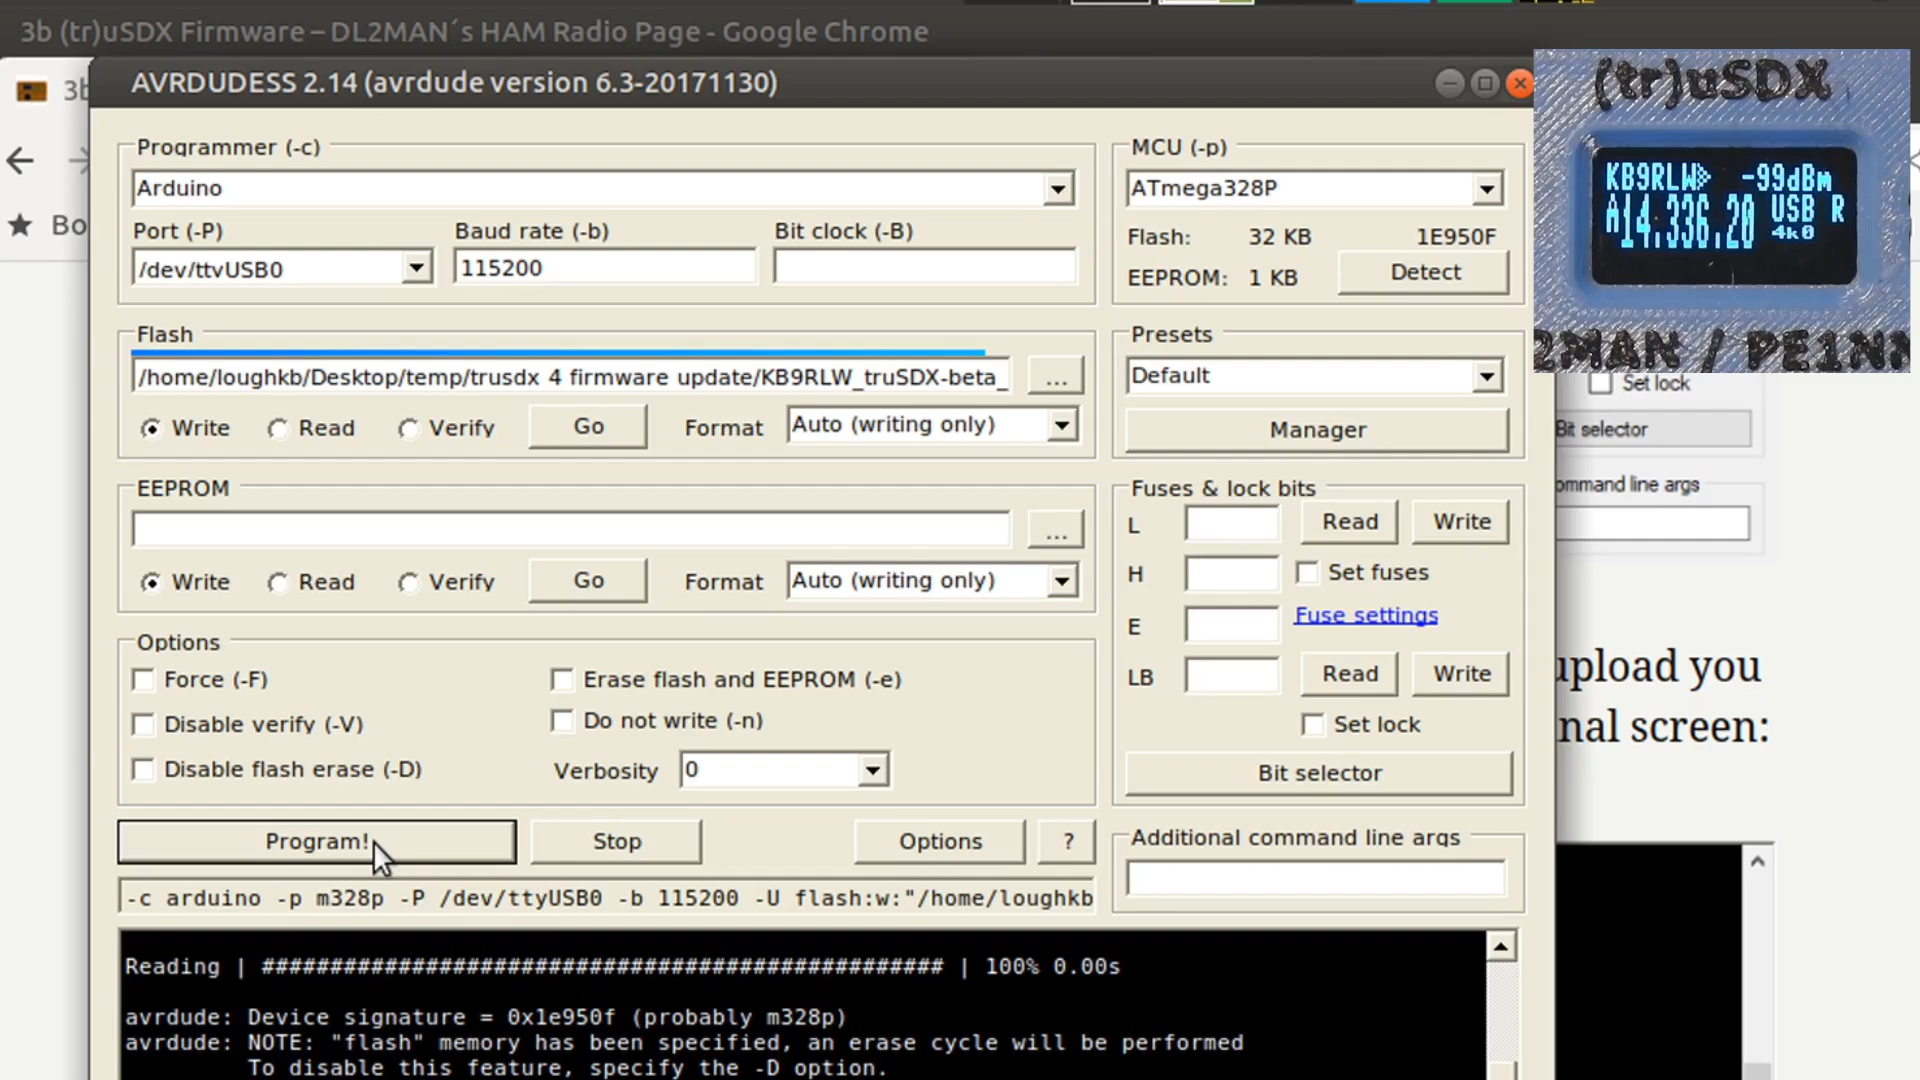 3b (tr)uSDX Firmware – DL2MAN´s HAM Radio Page - Google Chrome
3b
Bo
AVRDUDESS 2.14 (avrdude version 6.3-20171130)
Programmer (-c)
Arduino
Port (-P)
Baud rate (-b)
Bit clock (-B)
/dev/ttyUSB0
115200
MCU (-p)
ATmega328P
Flash: 32 KB 1E950F
EEPROM: 1 KB
Detect
Flash
/home/loughkb/Desktop/temp/trusdx 4 firmware update/KB9RLW_truSDX-beta_
...
Write Read Verify Go Format Auto (writing only)
Presets
Default
Manager
EEPROM
...
Write Read Verify Go Format Auto (writing only)
Fuses & lock bits
L Read Write
H Set fuses
E Fuse settings
LB Read Write
Set lock
Bit selector
Options
Force (-F)
Erase flash and EEPROM (-e)
Disable verify (-V)
Do not write (-n)
Disable flash erase (-D)
Verbosity 0
Program! Stop Options ?
Additional command line args
-c arduino -p m328p -P /dev/ttyUSB0 -b 115200 -U flash:w:"/home/loughkb
Reading | ################################################## | 100% 0.00s
avrdude: Device signature = 0x1e950f (probably m328p)
avrdude: NOTE: "flash" memory has been specified, an erase cycle will be performed
To disable this feature, specify the -D option.
(tr)uSDX
KB9RLW> -99dBm
A14.336.20 USB R
4k0
2MAN / PE1NN
Set lock
Bit selector
ommand line args
upload you
nal screen: